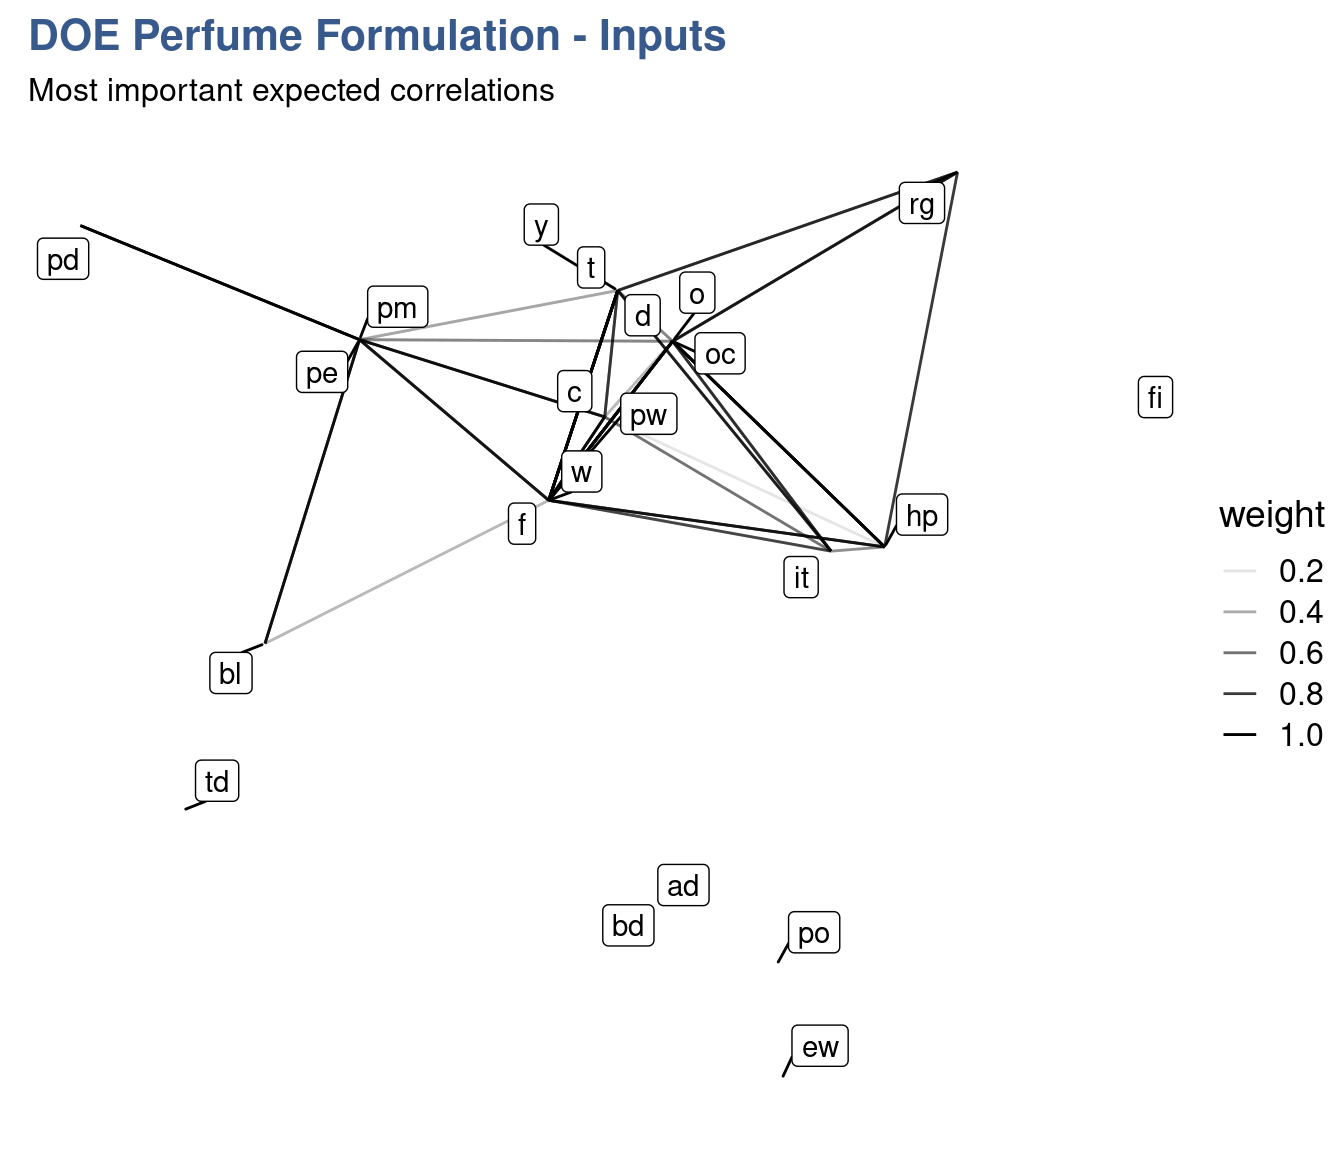 DOE Perfume Formulation - Inputs
Most important expected correlations
rg
y
pd
t
o
pm
d
oc
pe
c
fi
pw
w
hp
f
weight
it
0.2
0.4
0.6
bl
0.8
1.0
td
ad
bd
po
ew